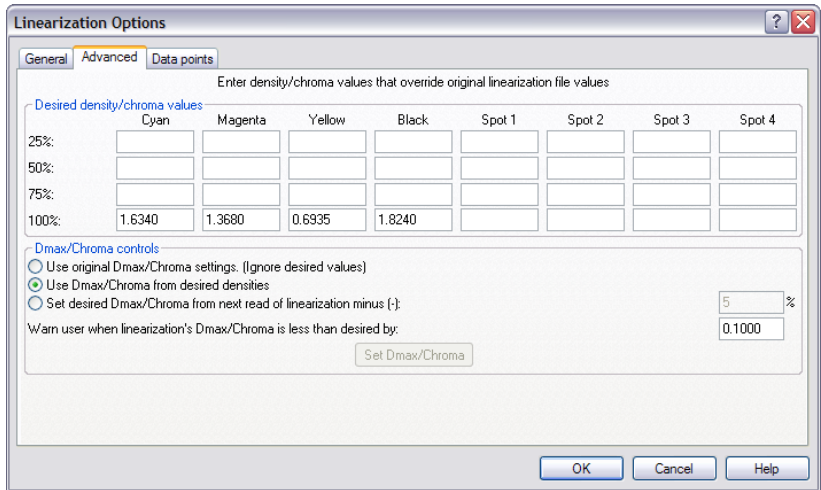 Linearization Options
General Advanced Data points
Enter density/chroma values that override original linearization file values
Desired density/chroma values
Cyan Magenta Yellow Black Spot 1 Spot 2 Spot 3 Spot 4
25%:
50%:
75%:
100%: 1.6340 1.3680 0.6935 1.8240
Dmax/Chroma controls
Use original Dmax/Chroma settings. (Ignore desired values)
Use Dmax/Chroma from desired densities
Set desired Dmax/Chroma from next read of linearization minus (-): 5 %
Warn user when linearization's Dmax/Chroma is less than desired by: 0.1000
Set Dmax/Chroma
OK Cancel Help